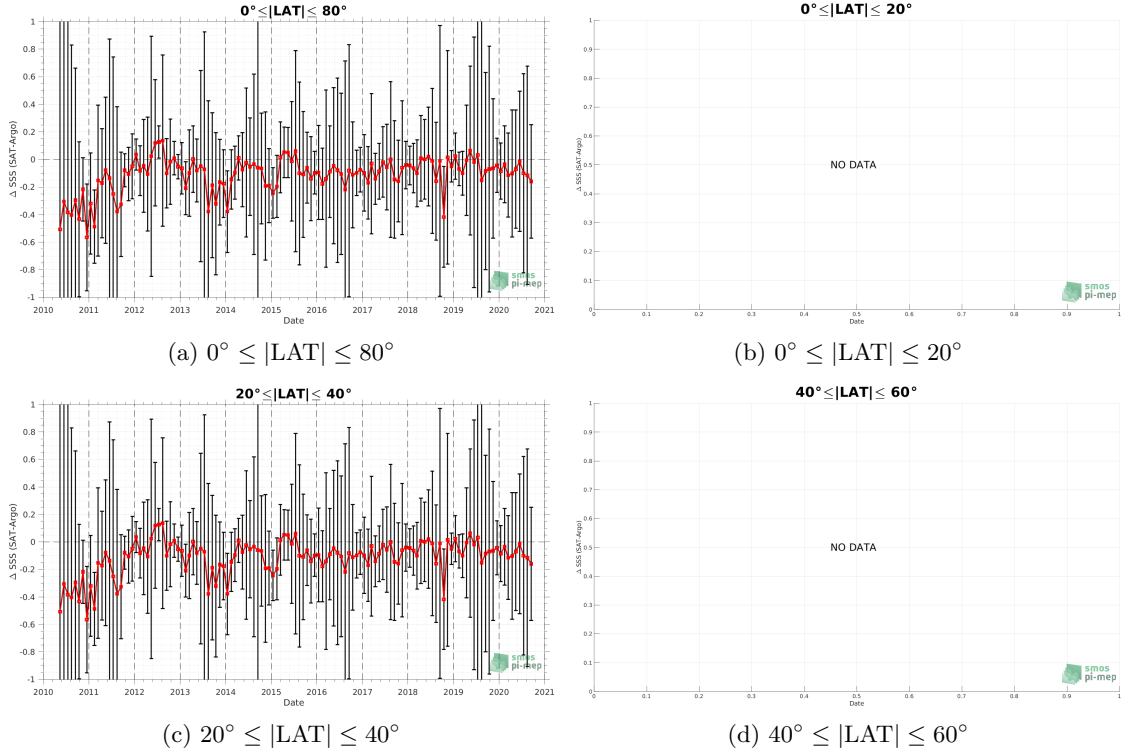 0°≤|LAT|≤ 80°
1
0.8
0.6
0.4
0.2
0
-0.2
-0.4
-0.6
-0.8
-1
Δ SSS (SAT-Argo)
2010 2011 2012 2013 2014 2015 2016 2017 2018 2019 2020 2021
Date
smos
pi-mep
(a) 0° ≤ |LAT| ≤ 80°
0°≤|LAT|≤ 20°
1
0.9
0.8
0.7
0.6
0.5
0.4
0.3
0.2
0.1
0
Δ SSS (SAT-Argo)
NO DATA
0 0.1 0.2 0.3 0.4 0.5 0.6 0.7 0.8 0.9 1
Date
smos
pi-mep
(b) 0° ≤ |LAT| ≤ 20°
20°≤|LAT|≤ 40°
1
0.8
0.6
0.4
0.2
0
-0.2
-0.4
-0.6
-0.8
-1
Δ SSS (SAT-Argo)
2010 2011 2012 2013 2014 2015 2016 2017 2018 2019 2020 2021
Date
smos
pi-mep
(c) 20° ≤ |LAT| ≤ 40°
40°≤|LAT|≤ 60°
1
0.9
0.8
0.7
0.6
0.5
0.4
0.3
0.2
0.1
0
Δ SSS (SAT-Argo)
NO DATA
0 0.1 0.2 0.3 0.4 0.5 0.6 0.7 0.8 0.9 1
Date
smos
pi-mep
(d) 40° ≤ |LAT| ≤ 60°